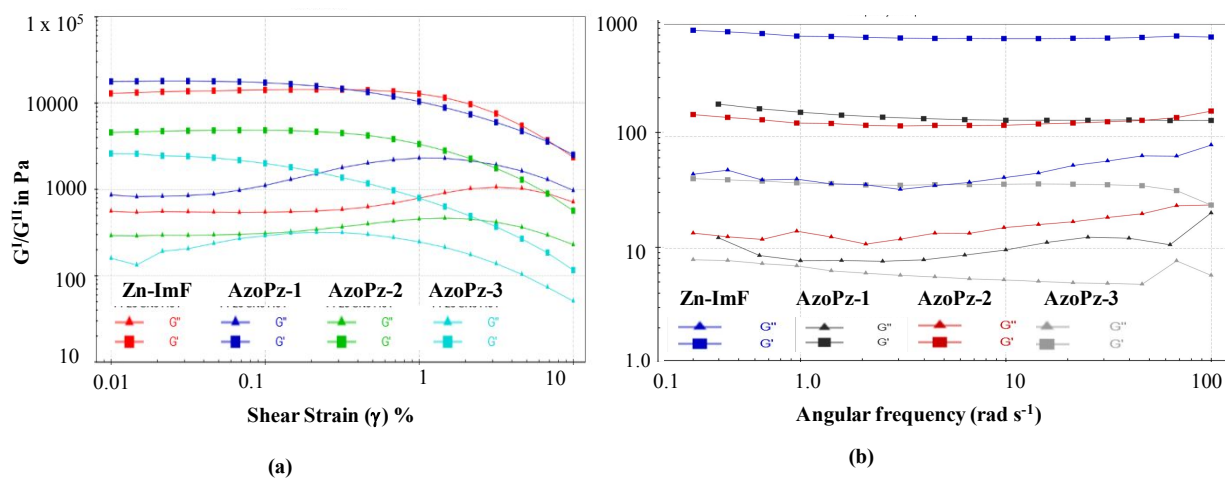 1 x 10⁵
10000
1000
100
10
Gᴵ/Gᴵᴵ in Pa
Zn-ImF AzoPz-1 AzoPz-2 AzoPz-3
G" G" G" G"
G' G' G' G'
0.01 0.1 1 10
Shear Strain (γ) %
(a)
1000
100
10
1.0
Zn-ImF AzoPz-1 AzoPz-2 AzoPz-3
G" G" G" G"
G' G' G' G'
0.1 1.0 10 100
Angular frequency (rad s⁻¹)
(b)